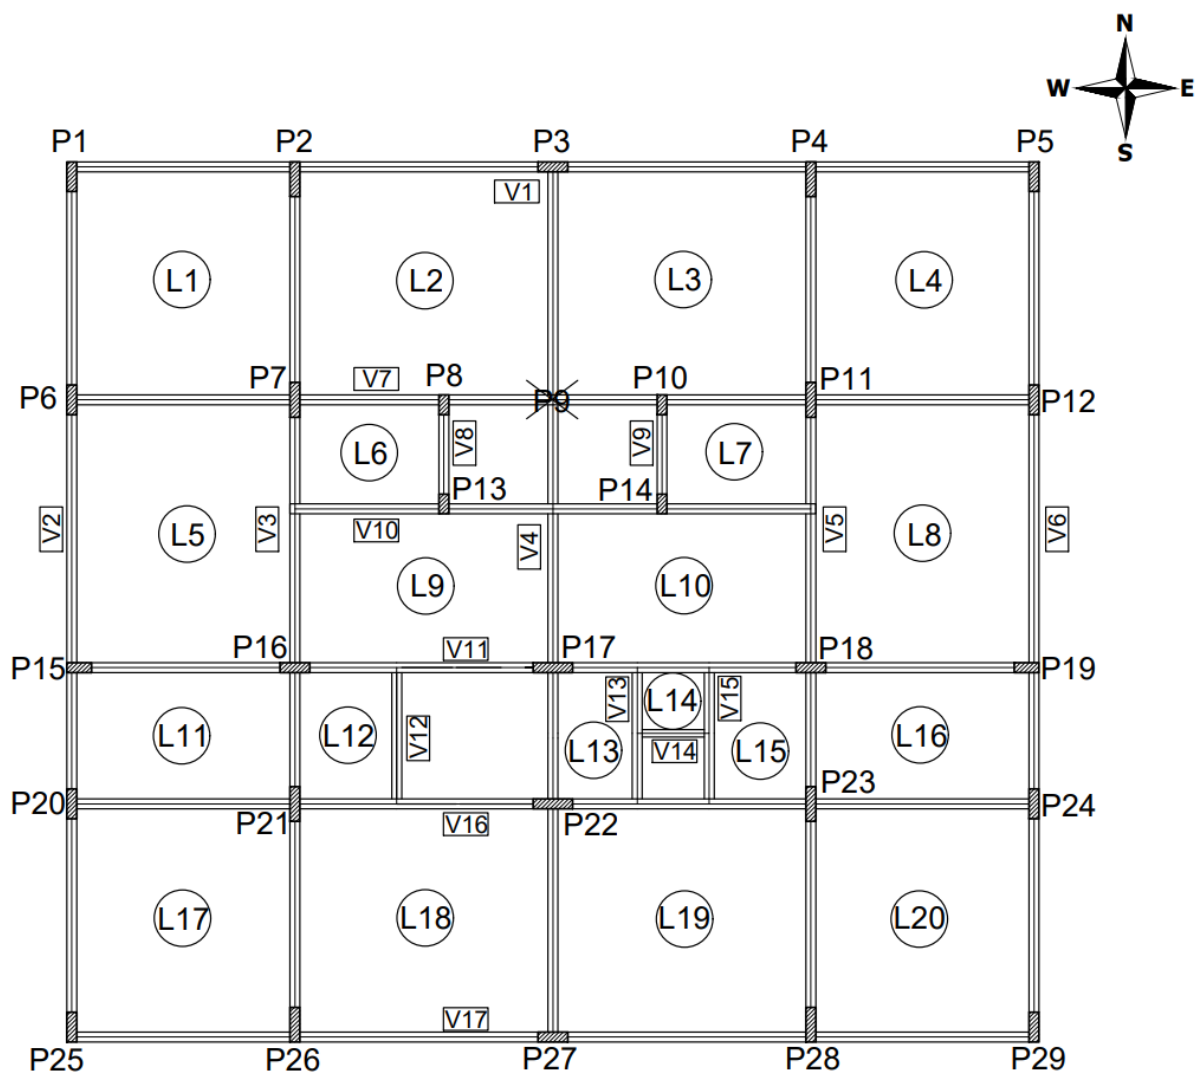 N
W E
S
P1 P2 P3 P4 P5
V1
L1 L2 L3 L4
P6 P7 V7 P8 P9 P10 P11 P12
L6 V8 V9 L7
P13 P14
V2 L5 V3 V10 V4 V5 L8 V6
L9 L10
P15 P16 V11 P17 P18 P19
L11 L12 V12 L13 V13 L14 V14 V15 L15 L16
P20 P21 V16 P22 P23 P24
L17 L18 L19 L20
V17
P25 P26 P27 P28 P29